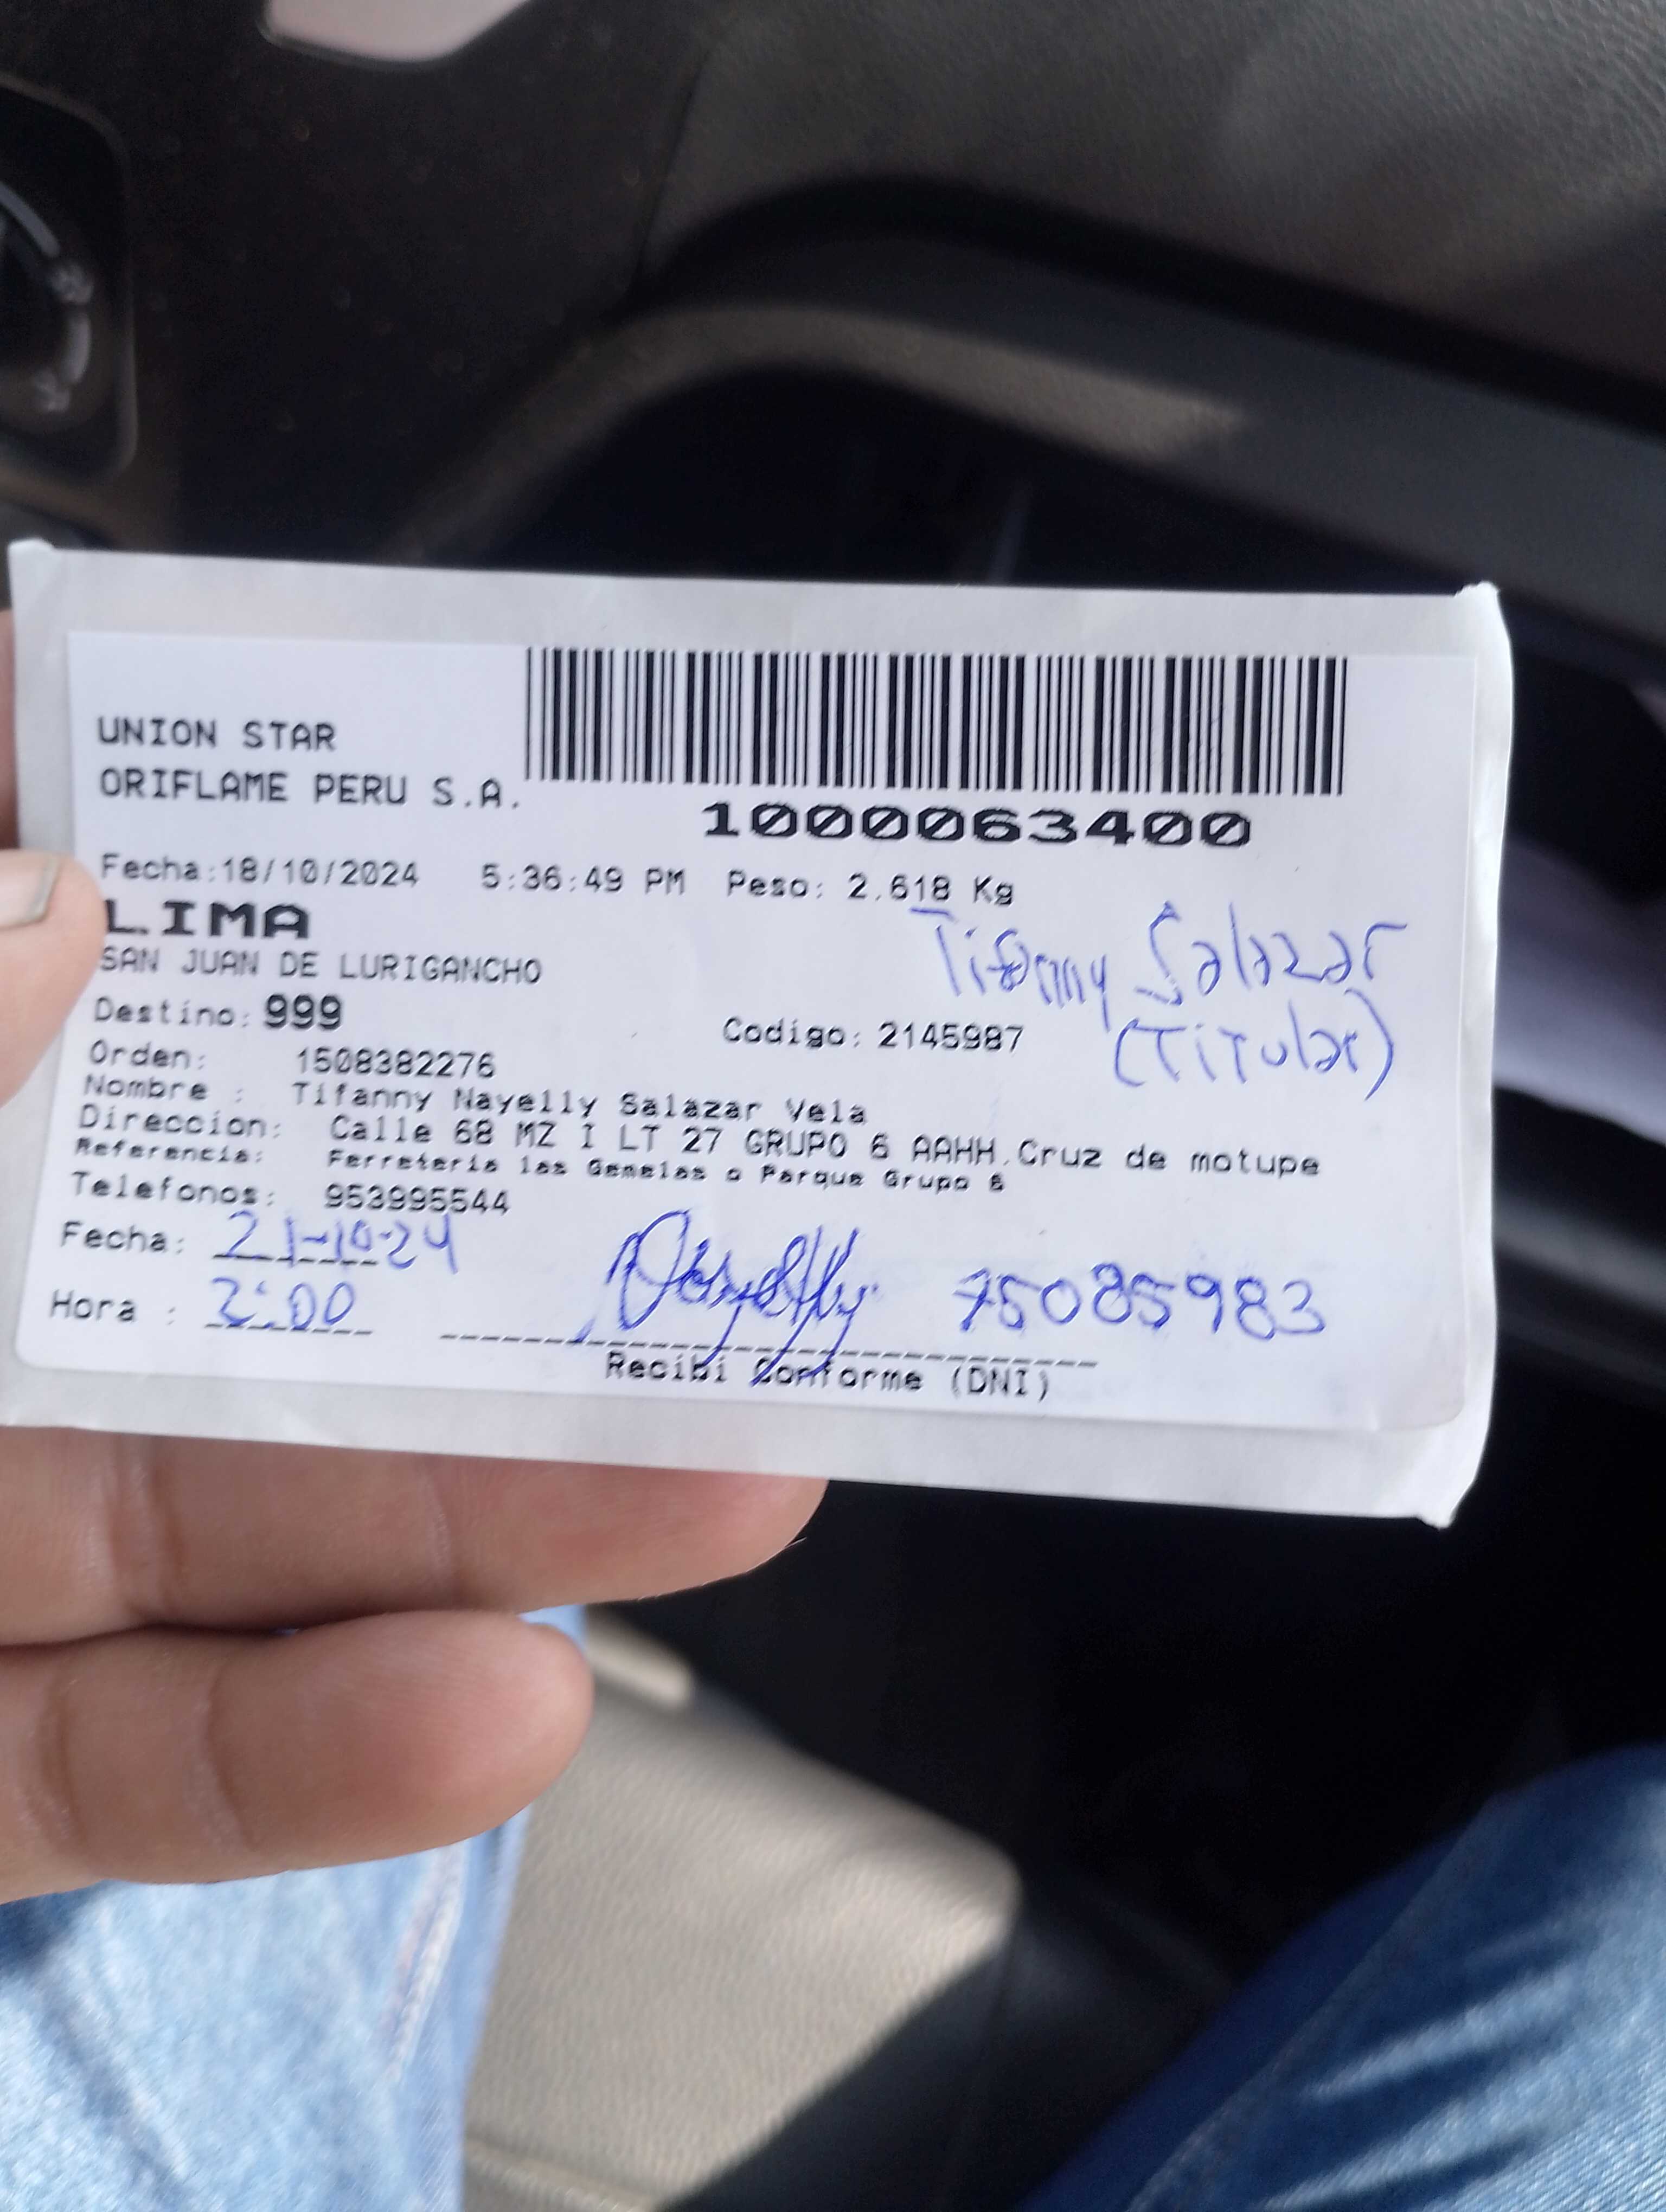 UNION STAR
ORIFLAME PERU S.A.
1000063400
Fecha:18/10/2024 5:36:49 PM Peso: 2.618 Kg
LIMA
SAN JUAN DE LURIGANCHO
Tifanny Salazar
(Titular)
Destino: 999
Codigo: 2145987
Orden: 1508382276
Nombre : Tifanny Nayelly Salazar Vela
Direccion: Calle 68 MZ I LT 27 GRUPO 6 AAHH.Cruz de motupe
Referencia: Ferreteria las Gemelas o Parque Grupo 6
Telefonos: 953995544
Fecha: 21-10-24
Hora : 3:00
75085983
Recibi Conforme (DNI)